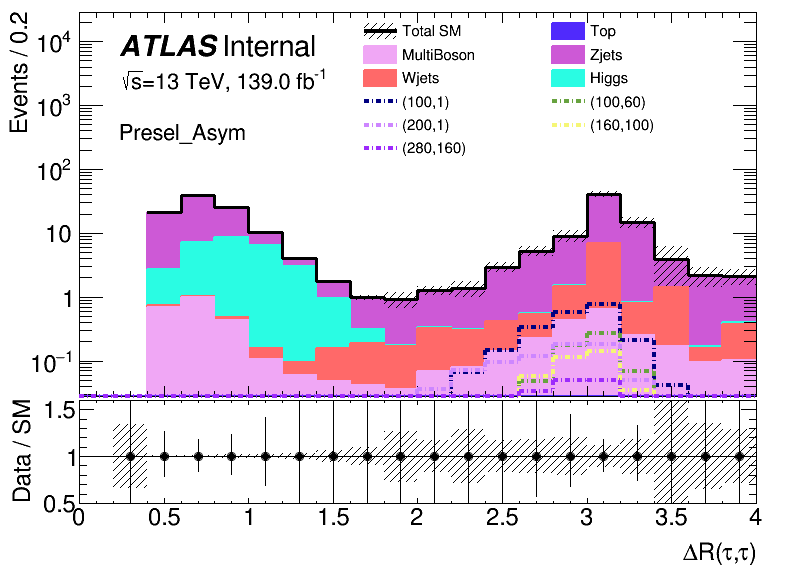 ATLAS Internal
√s=13 TeV, 139.0 fb⁻¹
Presel_Asym
Total SM
Top
MultiBoson
Zjets
Wjets
Higgs
(100,1)
(100,60)
(200,1)
(160,100)
(280,160)
Events / 0.2
10⁴
10³
10²
10
1
10⁻¹
Data / SM
1.5
1
0.5
0 0.5 1 1.5 2 2.5 3 3.5 4
ΔR(τ,τ)